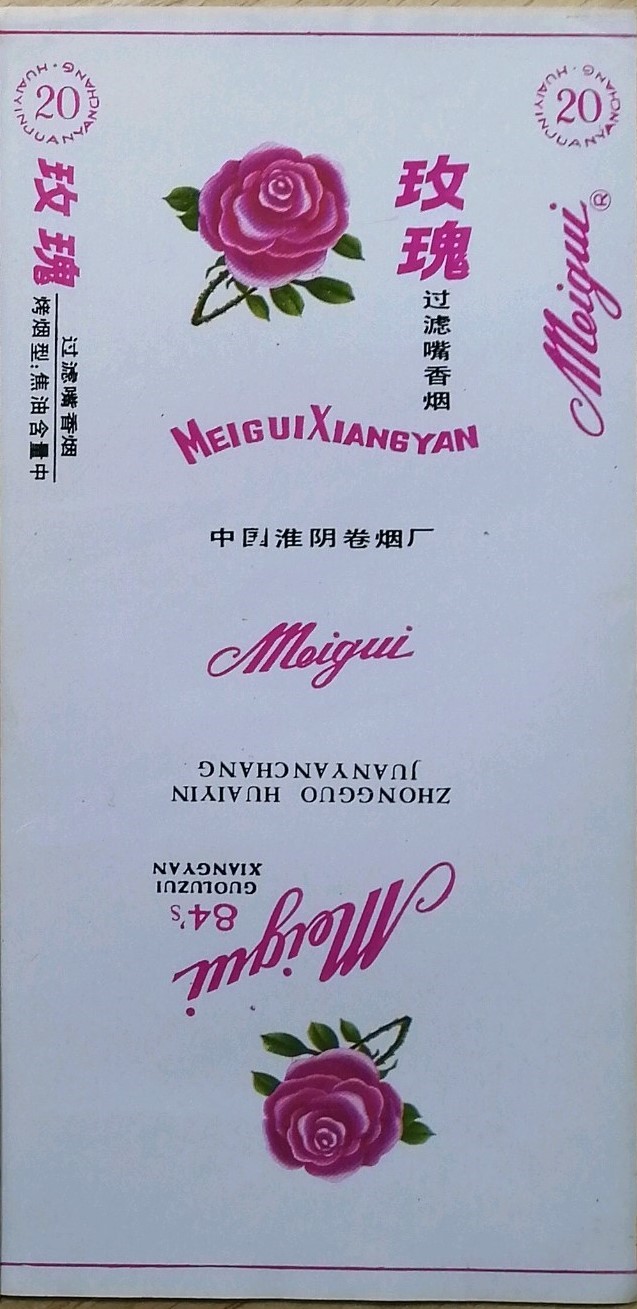 20
HUAIYINJUANYANCHANG
玫瑰
过滤嘴香烟
烤烟型:焦油含量中
玫瑰
过滤嘴香烟
MEIGUI XIANGYAN
中国淮阴卷烟厂
Meigui
20
HUAIYINJUANYANCHANG
Meigui®
ZHONGGUO HUAIYIN
JUANYANCHANG
Meigui
84's
GUOLUZUI
XIANGYAN